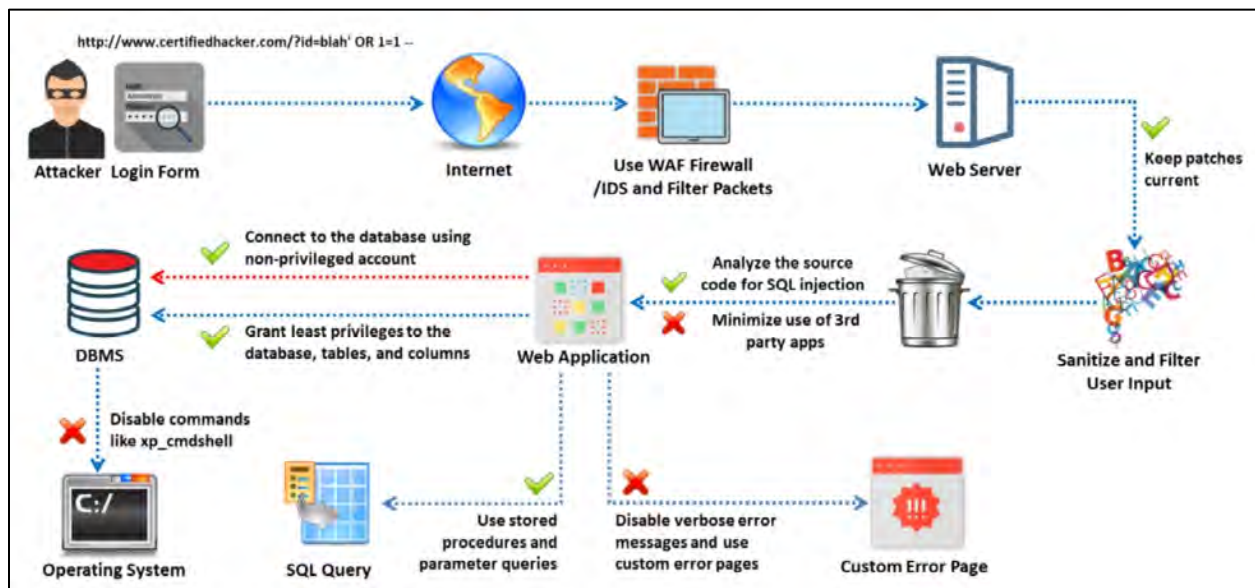 http://www.certifiedhacker.com/?id=blah' OR 1=1 --
Attacker
Login Form
Internet
Use WAF Firewall
/IDS and Filter Packets
Web Server
Keep patches
current
Connect to the database using
non-privileged account
Analyze the source
code for SQL injection
Minimize use of 3rd
party apps
Grant least privileges to the
database, tables, and columns
DBMS
Web Application
Sanitize and Filter
User Input
Disable commands
like xp_cmdshell
C:/
Operating System
SQL Query
Use stored
procedures and
parameter queries
Disable verbose error
messages and use
custom error pages
!!!
Custom Error Page